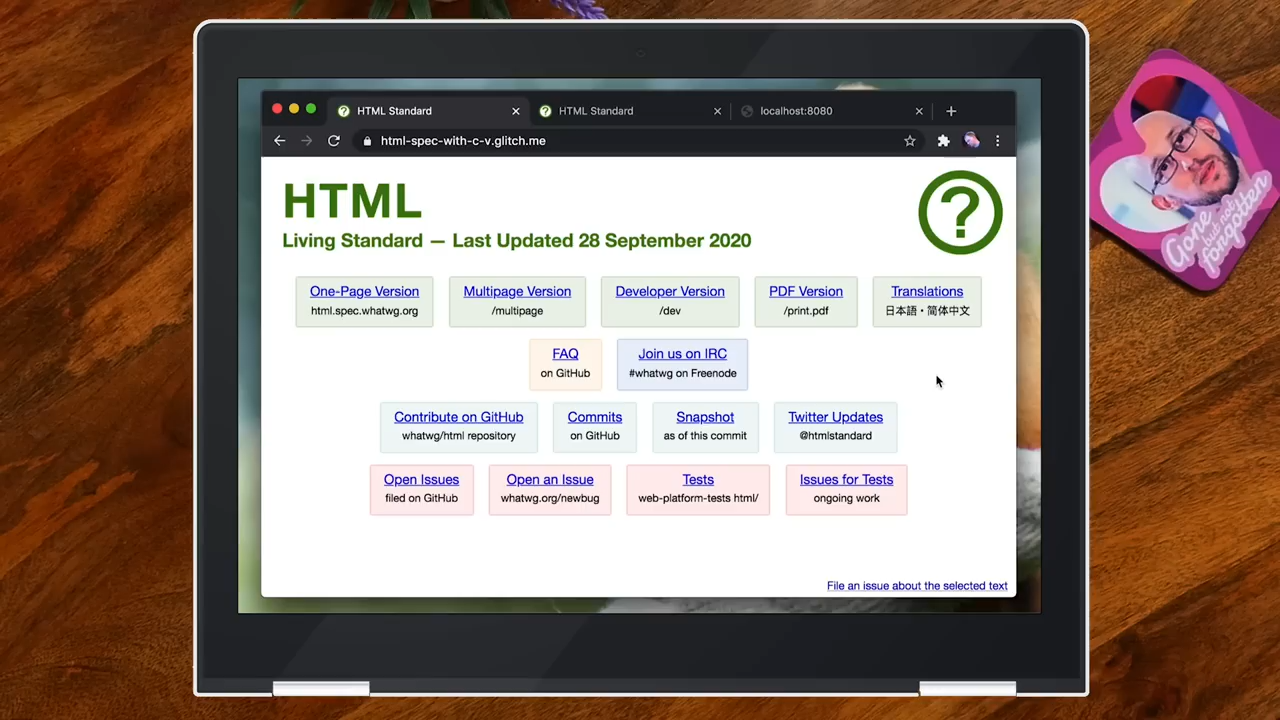 HTML Standard
HTML Standard
localhost:8080
html-spec-with-c-v.glitch.me
HTML
Living Standard — Last Updated 28 September 2020
One-Page Version
html.spec.whatwg.org
Multipage Version
/multipage
Developer Version
/dev
PDF Version
/print.pdf
Translations
日本語 • 简体中文
FAQ
on GitHub
Join us on IRC
#whatwg on Freenode
Contribute on GitHub
whatwg/html repository
Commits
on GitHub
Snapshot
as of this commit
Twitter Updates
@htmlstandard
Open Issues
filed on GitHub
Open an Issue
whatwg.org/newbug
Tests
web-platform-tests html/
Issues for Tests
ongoing work
File an issue about the selected text
Gone
but not
forgotten